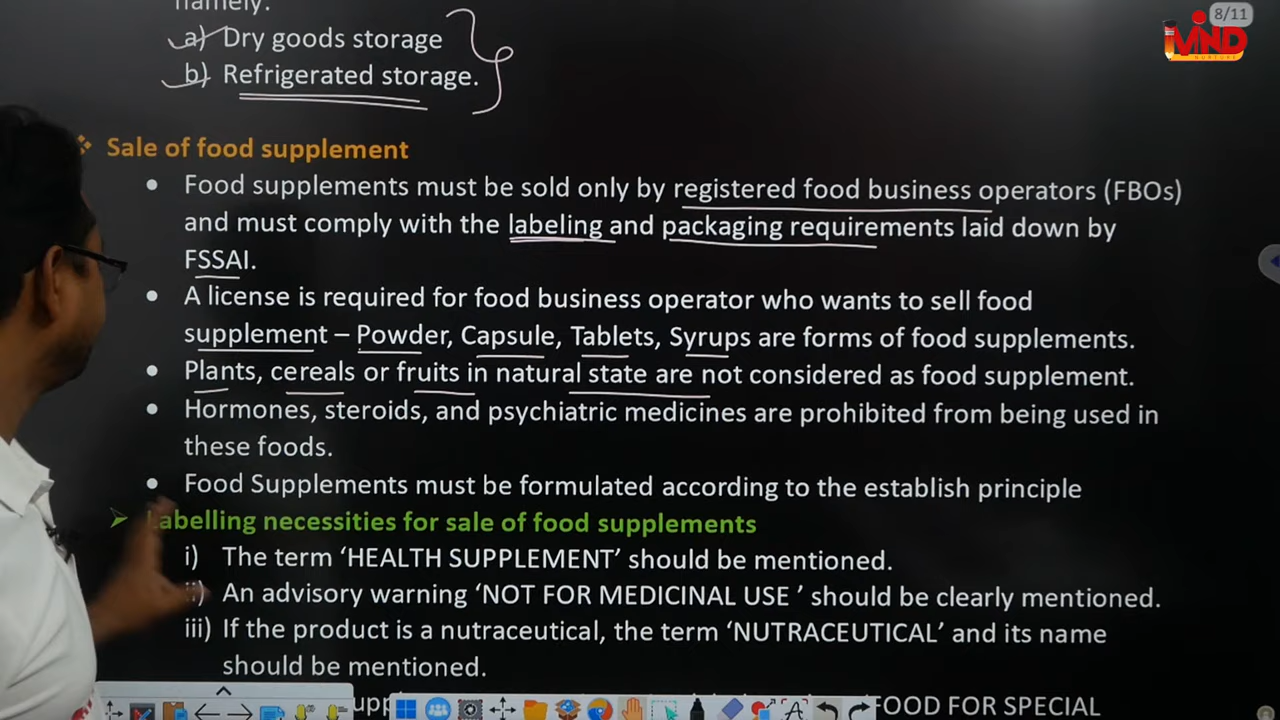 namely:
8/11
MND
NURTURE
a) Dry goods storage
b) Refrigerated storage.
Sale of food supplement
• Food supplements must be sold only by registered food business operators (FBOs)
and must comply with the labeling and packaging requirements laid down by
FSSAI.
• A license is required for food business operator who wants to sell food
supplement – Powder, Capsule, Tablets, Syrups are forms of food supplements.
• Plants, cereals or fruits in natural state are not considered as food supplement.
• Hormones, steroids, and psychiatric medicines are prohibited from being used in
these foods.
• Food Supplements must be formulated according to the establish principle
Labelling necessities for sale of food supplements
i) The term ‘HEALTH SUPPLEMENT’ should be mentioned.
ii) An advisory warning ‘NOT FOR MEDICINAL USE ’ should be clearly mentioned.
iii) If the product is a nutraceutical, the term ‘NUTRACEUTICAL’ and its name
should be mentioned.
FOOD FOR SPECIAL